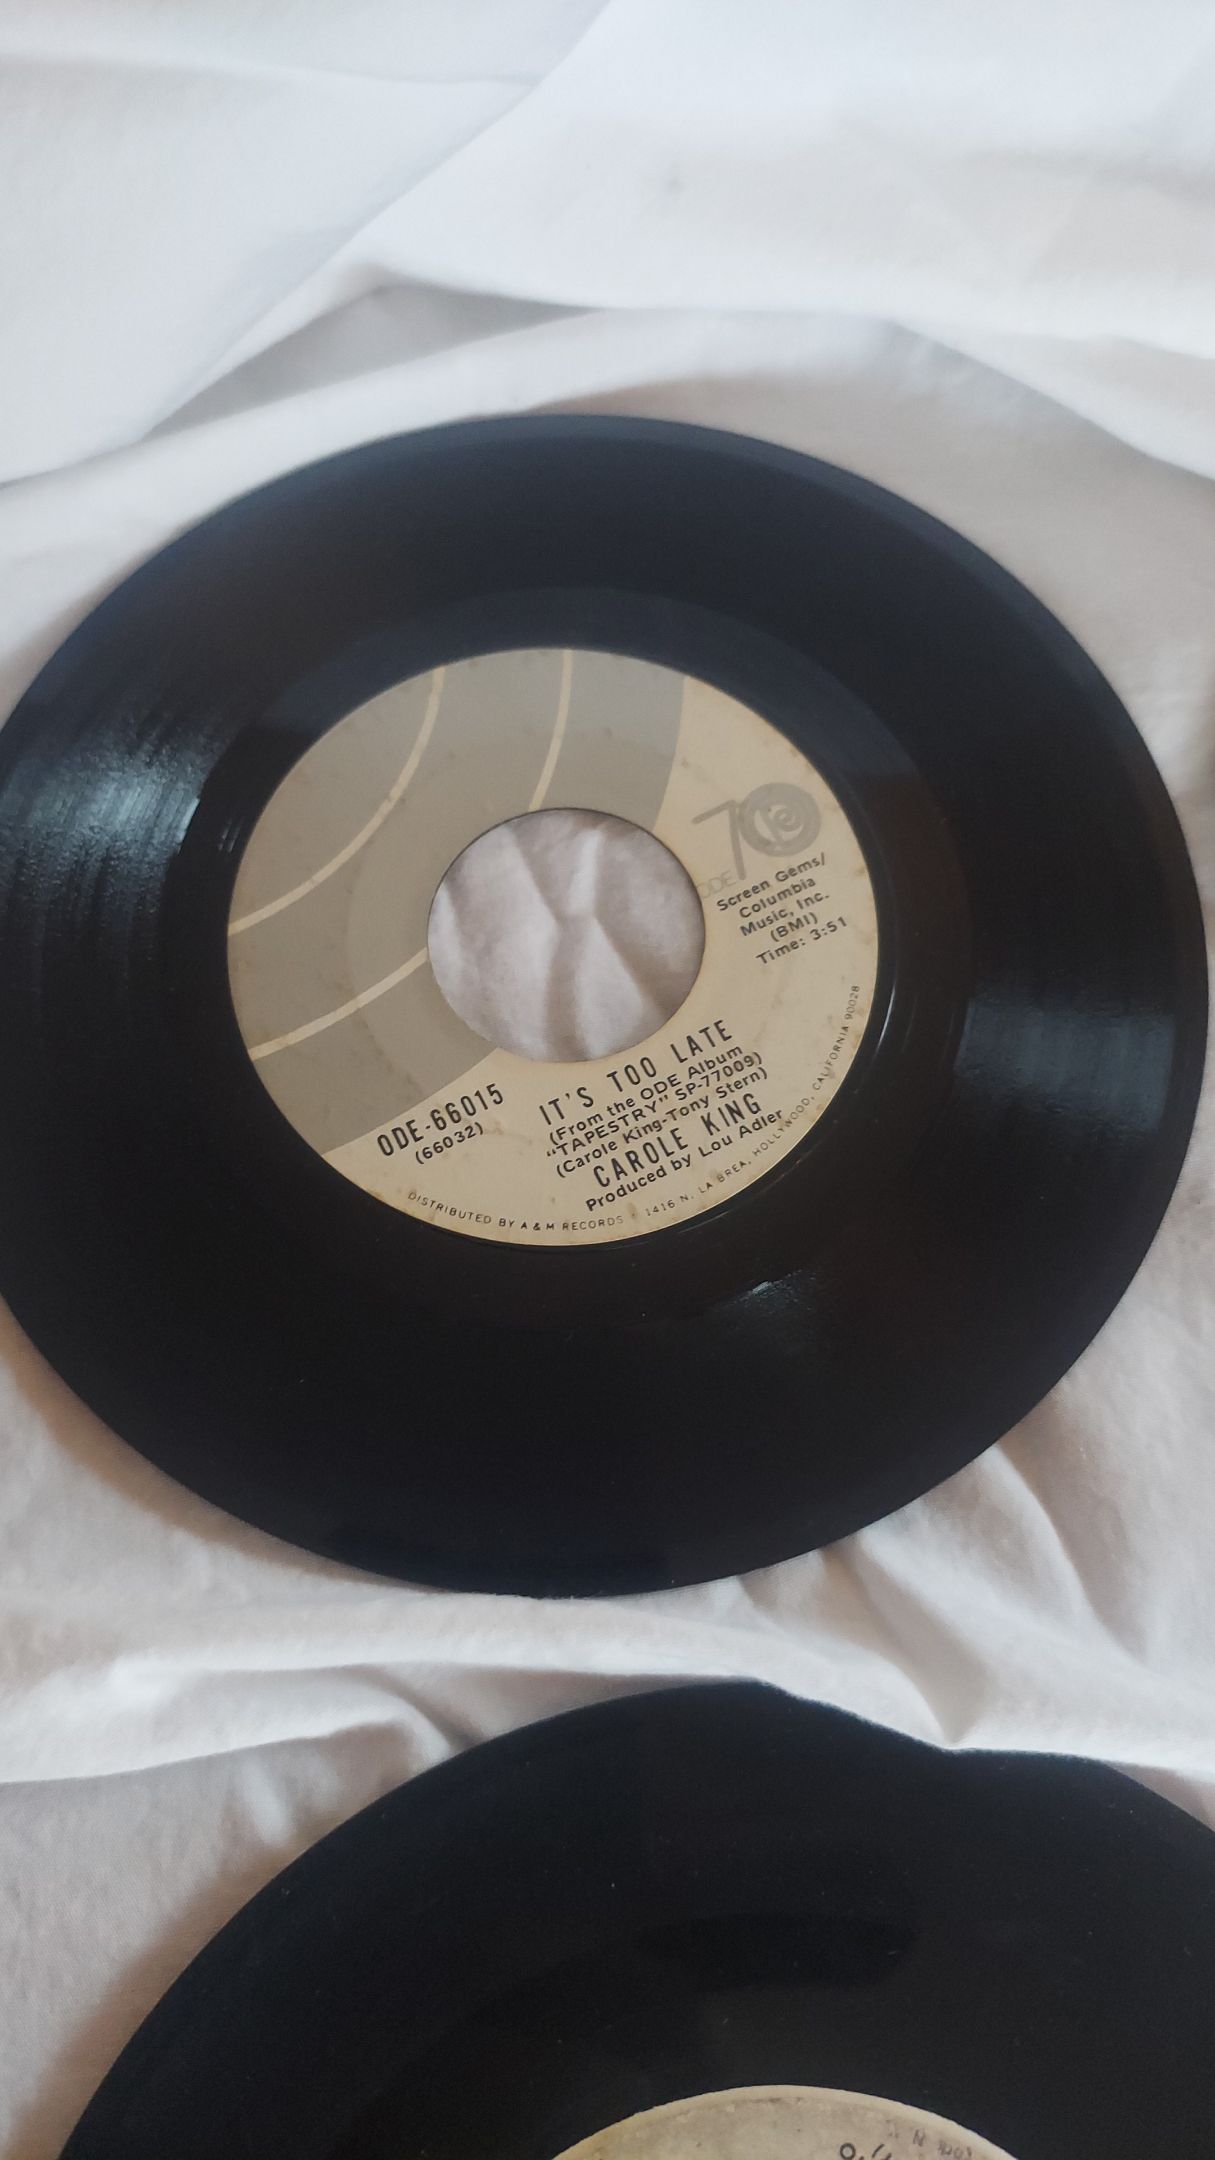 ODE 70
Screen Gems/
Columbia
Music, Inc.
(BMI)
Time: 3:51
ODE-66015
(66032)
IT'S TOO LATE
(From the ODE Album
"TAPESTRY" SP-77009)
(Carole King-Tony Stern)
CAROLE KING
Produced by Lou Adler
DISTRIBUTED BY A & M RECORDS • 1416 N. LA BREA, HOLLYWOOD, CALIFORNIA 90028